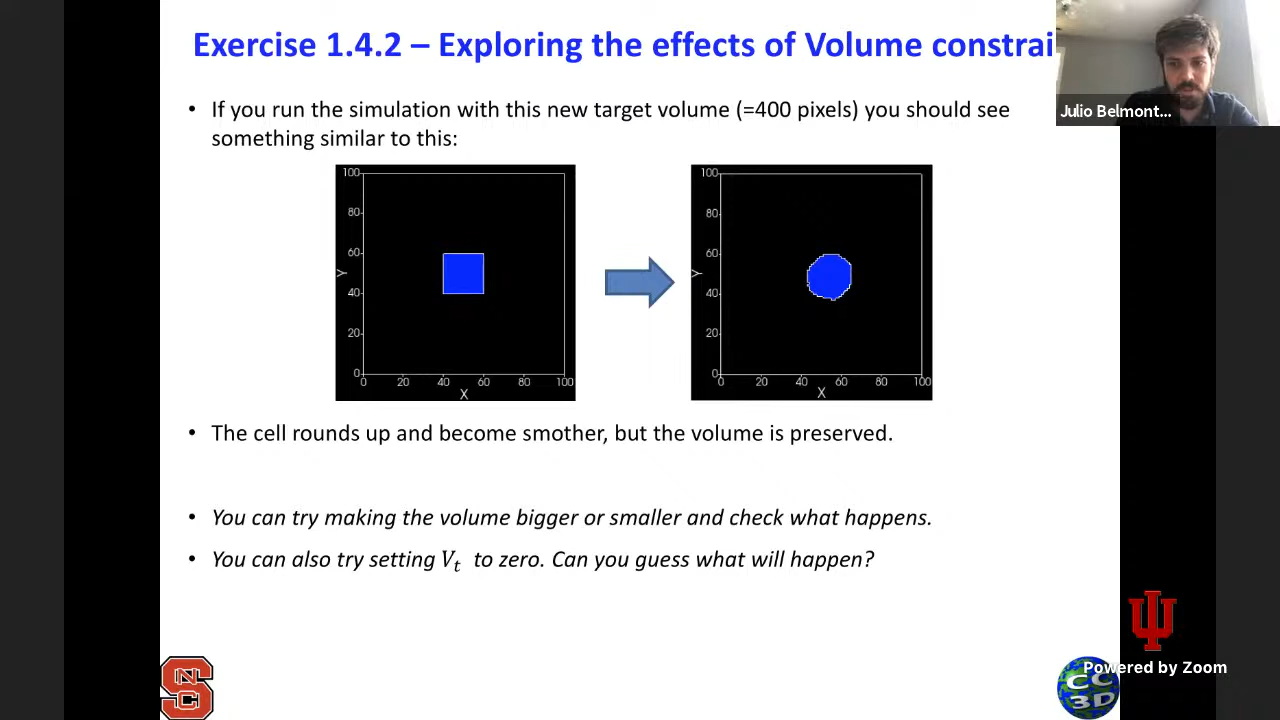 Exercise 1.4.2 – Exploring the effects of Volume constrai
Julio Belmont...
• If you run the simulation with this new target volume (=400 pixels) you should see
something similar to this:
100
80
60
Y
40
20
0
0 20 40 60 80 100
X
100
80
60
Y
40
20
0
0 20 40 60 80 100
X
• The cell rounds up and become smother, but the volume is preserved.
• You can try making the volume bigger or smaller and check what happens.
• You can also try setting Vt to zero. Can you guess what will happen?
NC
S
CC
3D
Powered by Zoom